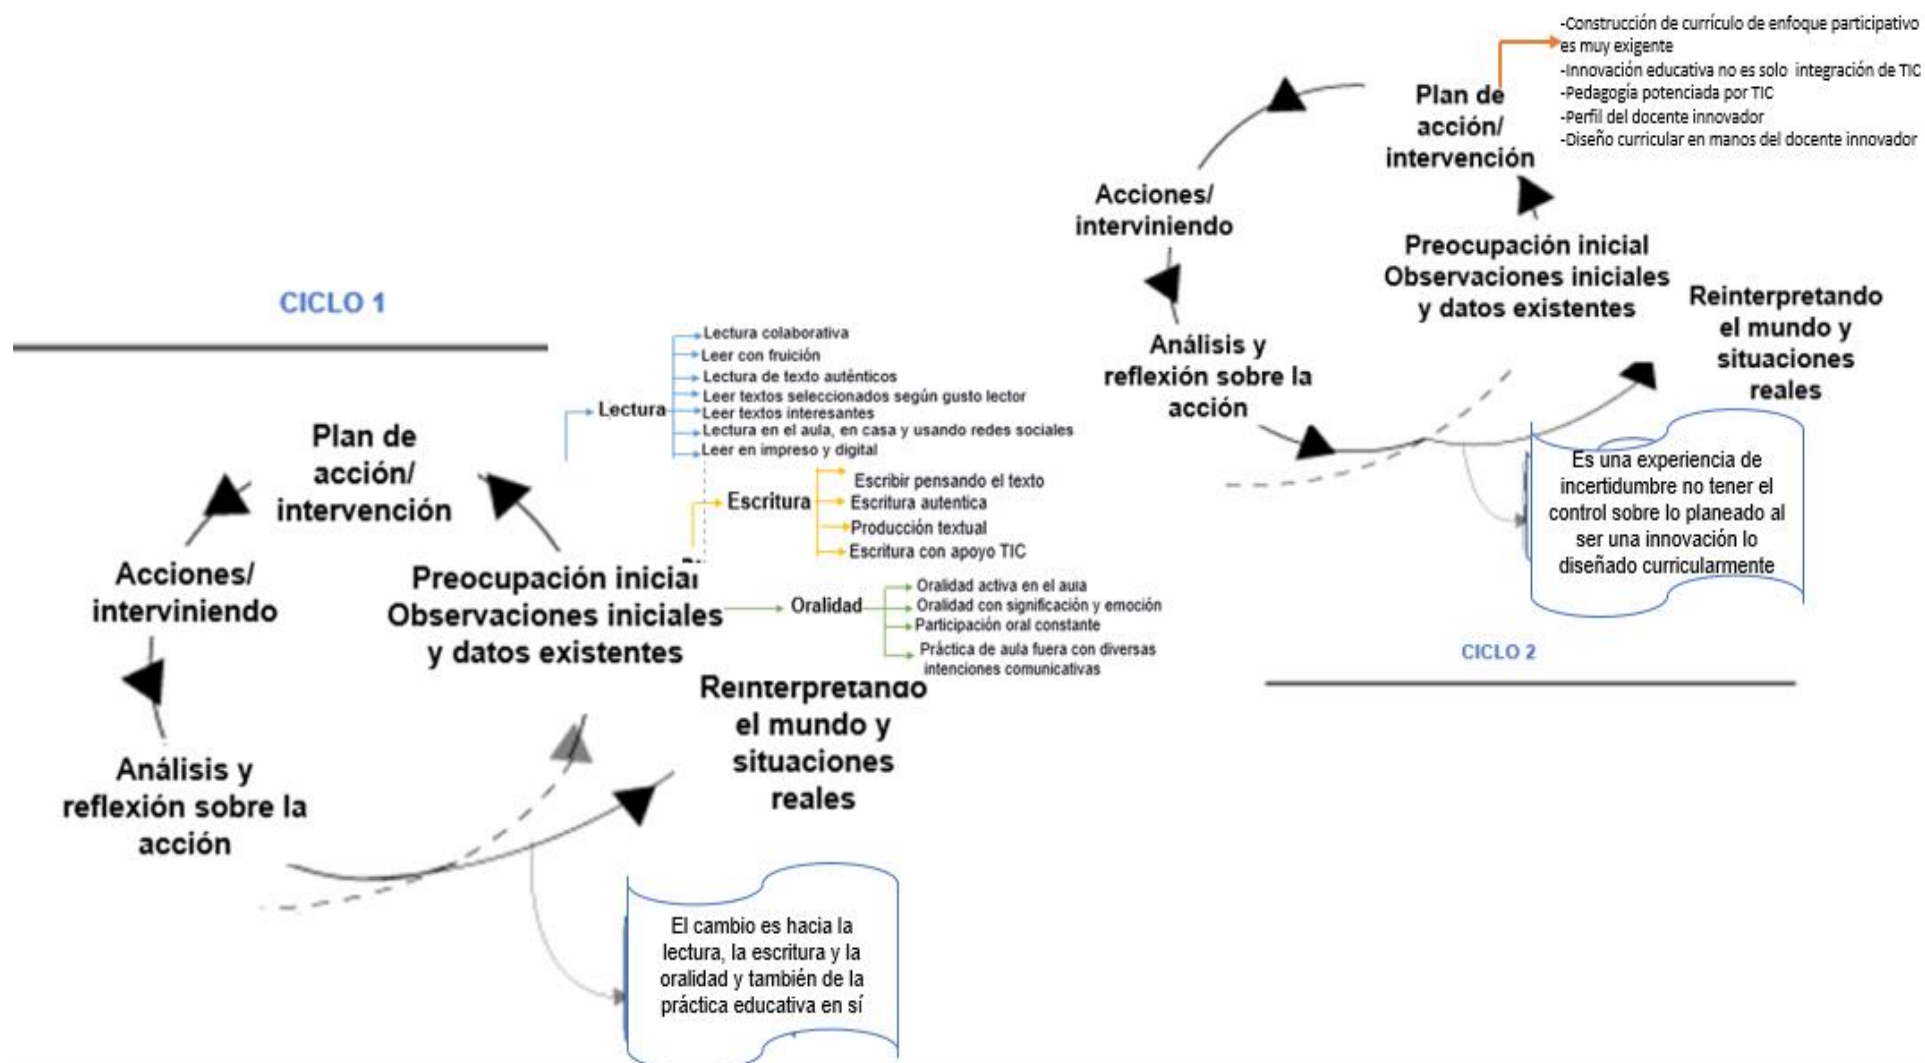 CICLO 1
Plan de
acción/
intervención
Acciones/
interviniendo
Análisis y
reflexión sobre la
acción
Preocupación inicial
Observaciones iniciales
y datos existentes
Reinterpretando
el mundo y
situaciones
reales
Lectura
Lectura colaborativa
Leer con fruición
Lectura de texto auténticos
Leer textos seleccionados según gusto lector
Leer textos interesantes
Lectura en el aula, en casa y usando redes sociales
Leer en impreso y digital
Escritura
Escribir pensando el texto
Escritura autentica
Producción textual
Escritura con apoyo TIC
Oralidad
Oralidad activa en el aula
Oralidad con significación y emoción
Participación oral constante
Práctica de aula fuera con diversas
intenciones comunicativas
El cambio es hacia la
lectura, la escritura y la
oralidad y también de la
práctica educativa en sí
-Construcción de currículo de enfoque participativo
es muy exigente
-Innovación educativa no es solo integración de TIC
-Pedagogía potenciada por TIC
-Perfil del docente innovador
-Diseño curricular en manos del docente innovador
Plan de
acción/
intervención
Acciones/
interviniendo
Análisis y
reflexión sobre la
acción
Preocupación inicial
Observaciones iniciales
y datos existentes
Reinterpretando
el mundo y
situaciones
reales
Es una experiencia de
incertidumbre no tener el
control sobre lo planeado al
ser una innovación lo
diseñado curricularmente
CICLO 2